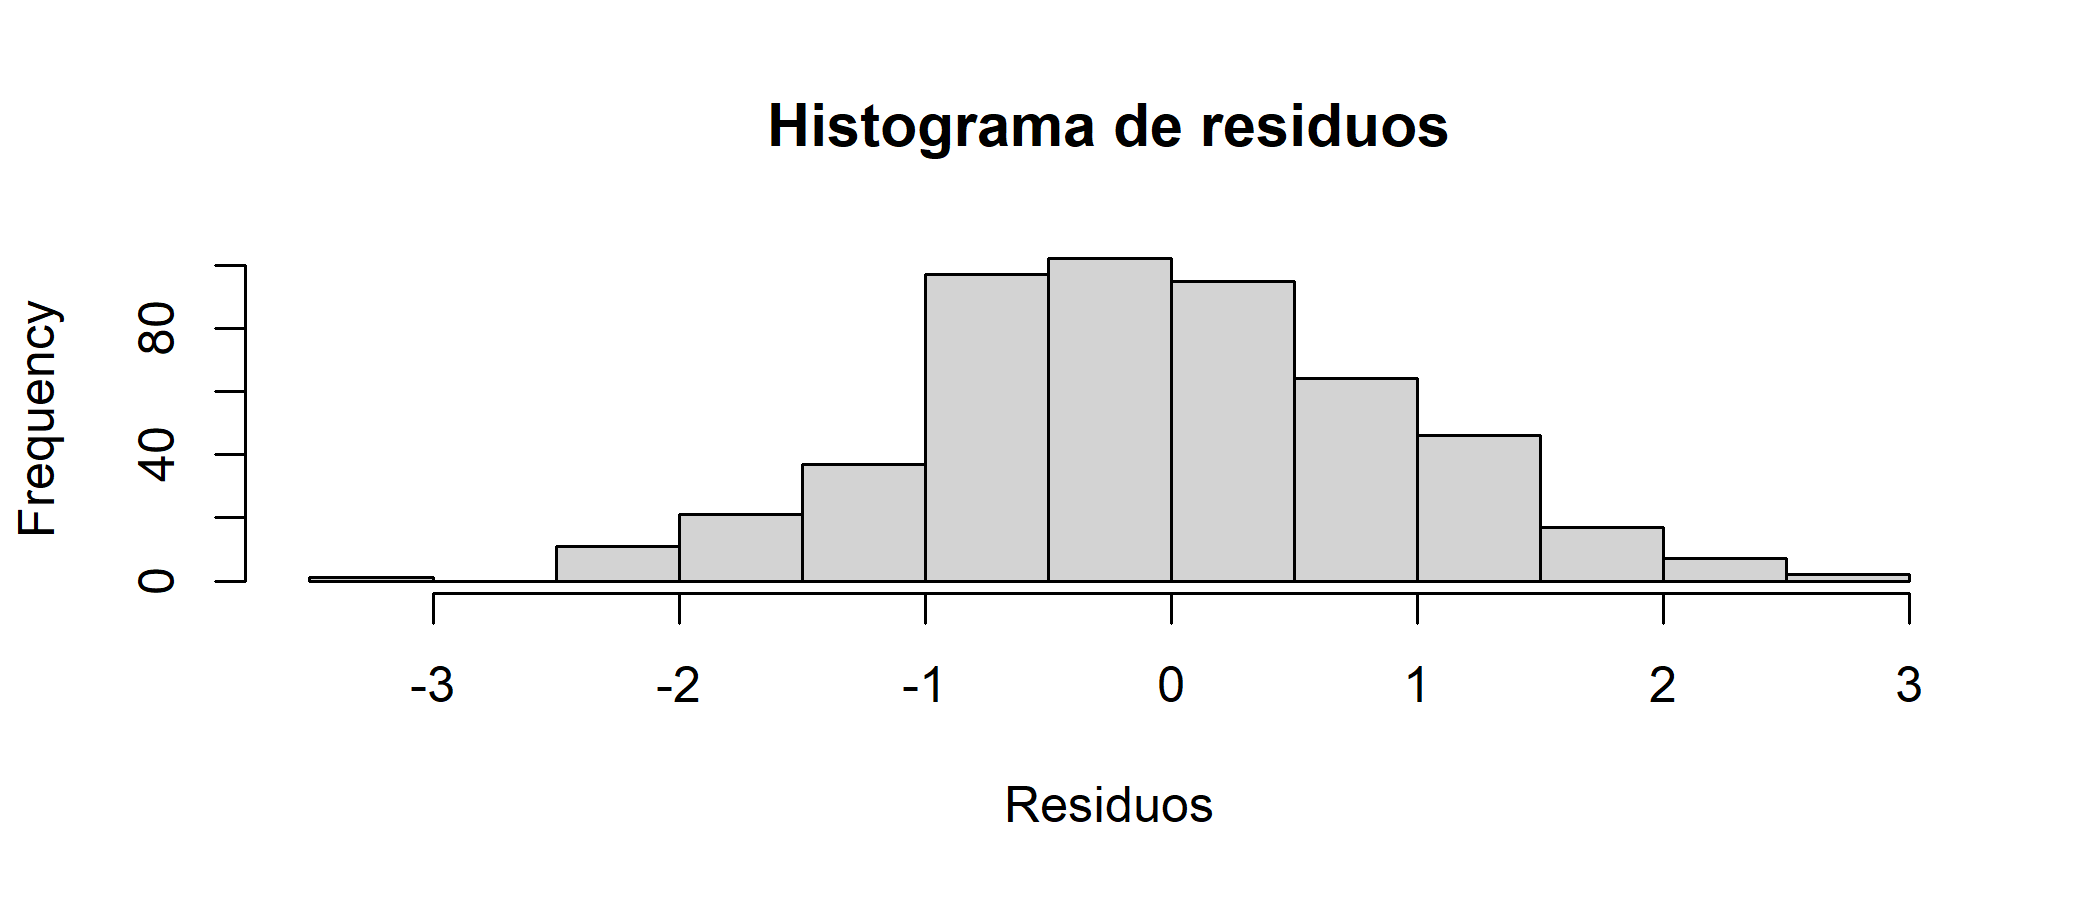 Histograma de residuos
Frequency
0
40
80
-3 -2 -1 0 1 2 3
Residuos